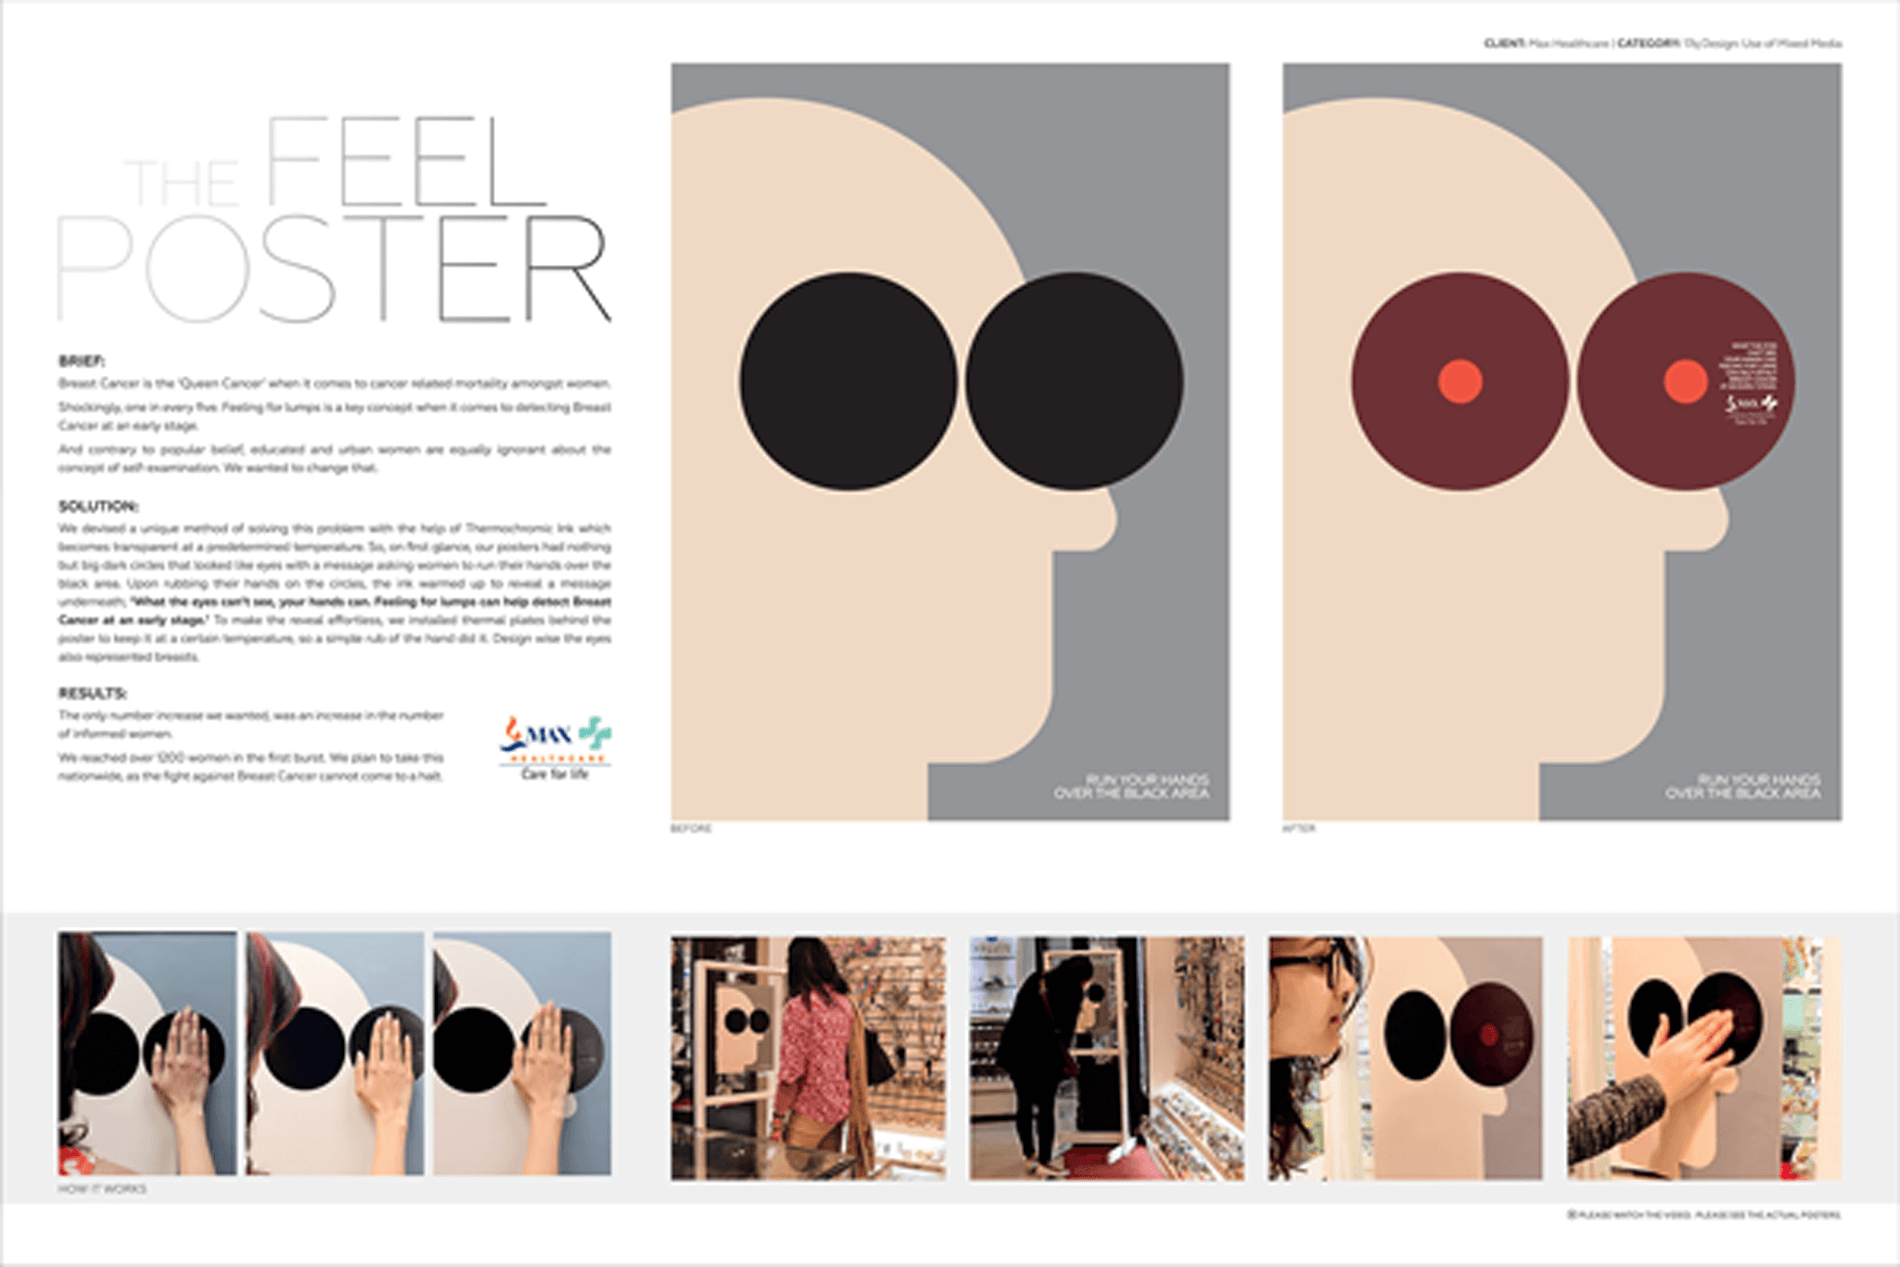 CLIENT: Max Healthcare | CATEGORY: Design: Use of Mixed Media
THE FEEL
POSTER
BRIEF:
Breast Cancer is the 'Queen Cancer' when it comes to cancer related mortality amongst women.
Shockingly, one in every five. Feeling for lumps is a key concept when it comes to detecting Breast
Cancer at an early stage.
And contrary to popular belief, educated and urban women are equally ignorant about the
concept of self-examination. We wanted to change that.
SOLUTION:
We devised a unique method of solving this problem with the help of Thermochromic Ink which
becomes transparent at a predetermined temperature. So, on first glance, our posters had nothing
but big dark circles that looked like eyes with a message asking women to run their hands over the
black area. Upon rubbing their hands on the circles, the ink warmed up to reveal a message
underneath; 'What the eyes can't see, your hands can. Feeling for lumps can help detect Breast
Cancer at an early stage.' To make the reveal effortless, we installed thermal plates behind the
poster to keep it at a certain temperature, so a simple rub of the hand did it. Design wise the eyes
also represented breasts.
RESULTS:
The only number increase we wanted, was an increase in the number
of informed women.
We reached over 1200 women in the first burst. We plan to take this
nationwide, as the fight against Breast Cancer cannot come to a halt.
MAX
HEALTHCARE
Care for life
RUN YOUR HANDS
OVER THE BLACK AREA
BEFORE
MAX
RUN YOUR HANDS
OVER THE BLACK AREA
AFTER
HOW IT WORKS
PLEASE WATCH THE VIDEO. PLEASE SEE THE ACTUAL POSTERS.